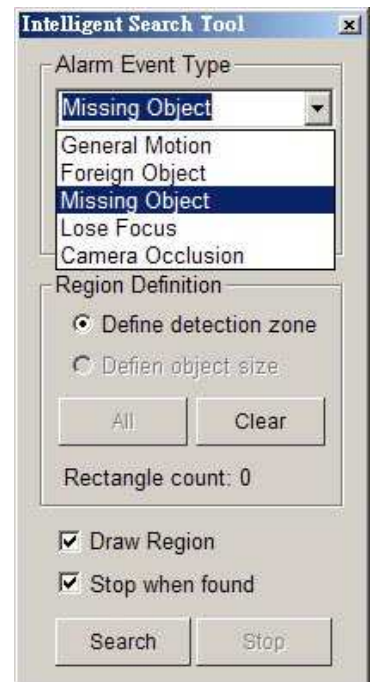 Intelligent Search Tool
Alarm Event Type
Missing Object
General Motion
Foreign Object
Missing Object
Lose Focus
Camera Occlusion
Region Definition
Define detection zone
Defien object size
All Clear
Rectangle count: 0
Draw Region
Stop when found
Search Stop